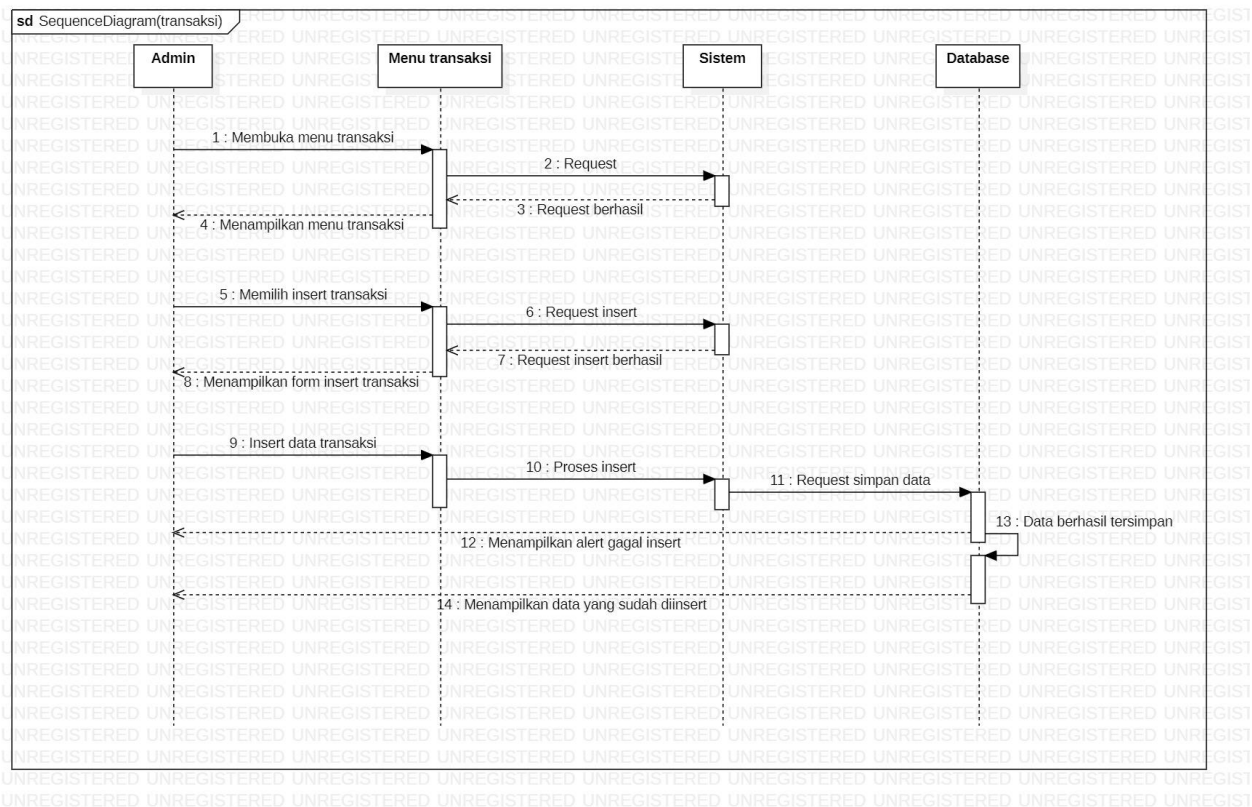 sd SequenceDiagram(transaksi)
Admin
Menu transaksi
Sistem
Database
1 : Membuka menu transaksi
2 : Request
3 : Request berhasil
4 : Menampilkan menu transaksi
5 : Memilih insert transaksi
6 : Request insert
7 : Request insert berhasil
8 : Menampilkan form insert transaksi
9 : Insert data transaksi
10 : Proses insert
11 : Request simpan data
13 : Data berhasil tersimpan
12 : Menampilkan alert gagal insert
14 : Menampilkan data yang sudah diinsert
UNREGISTERED